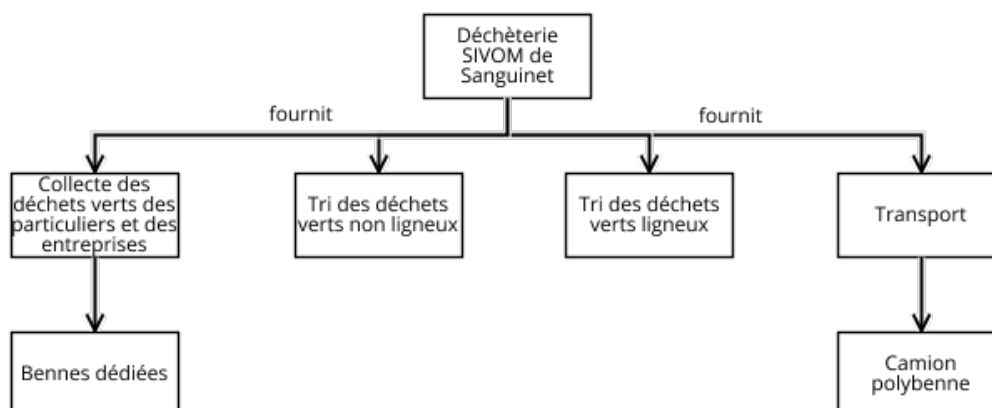 Déchèterie
SIVOM de
Sanguinet
fournit
fournit
Collecte des
déchets verts des
particuliers et des
entreprises
Tri des déchets
verts non ligneux
Tri des déchets
verts ligneux
Transport
Bennes dédiées
Camion
polybenne